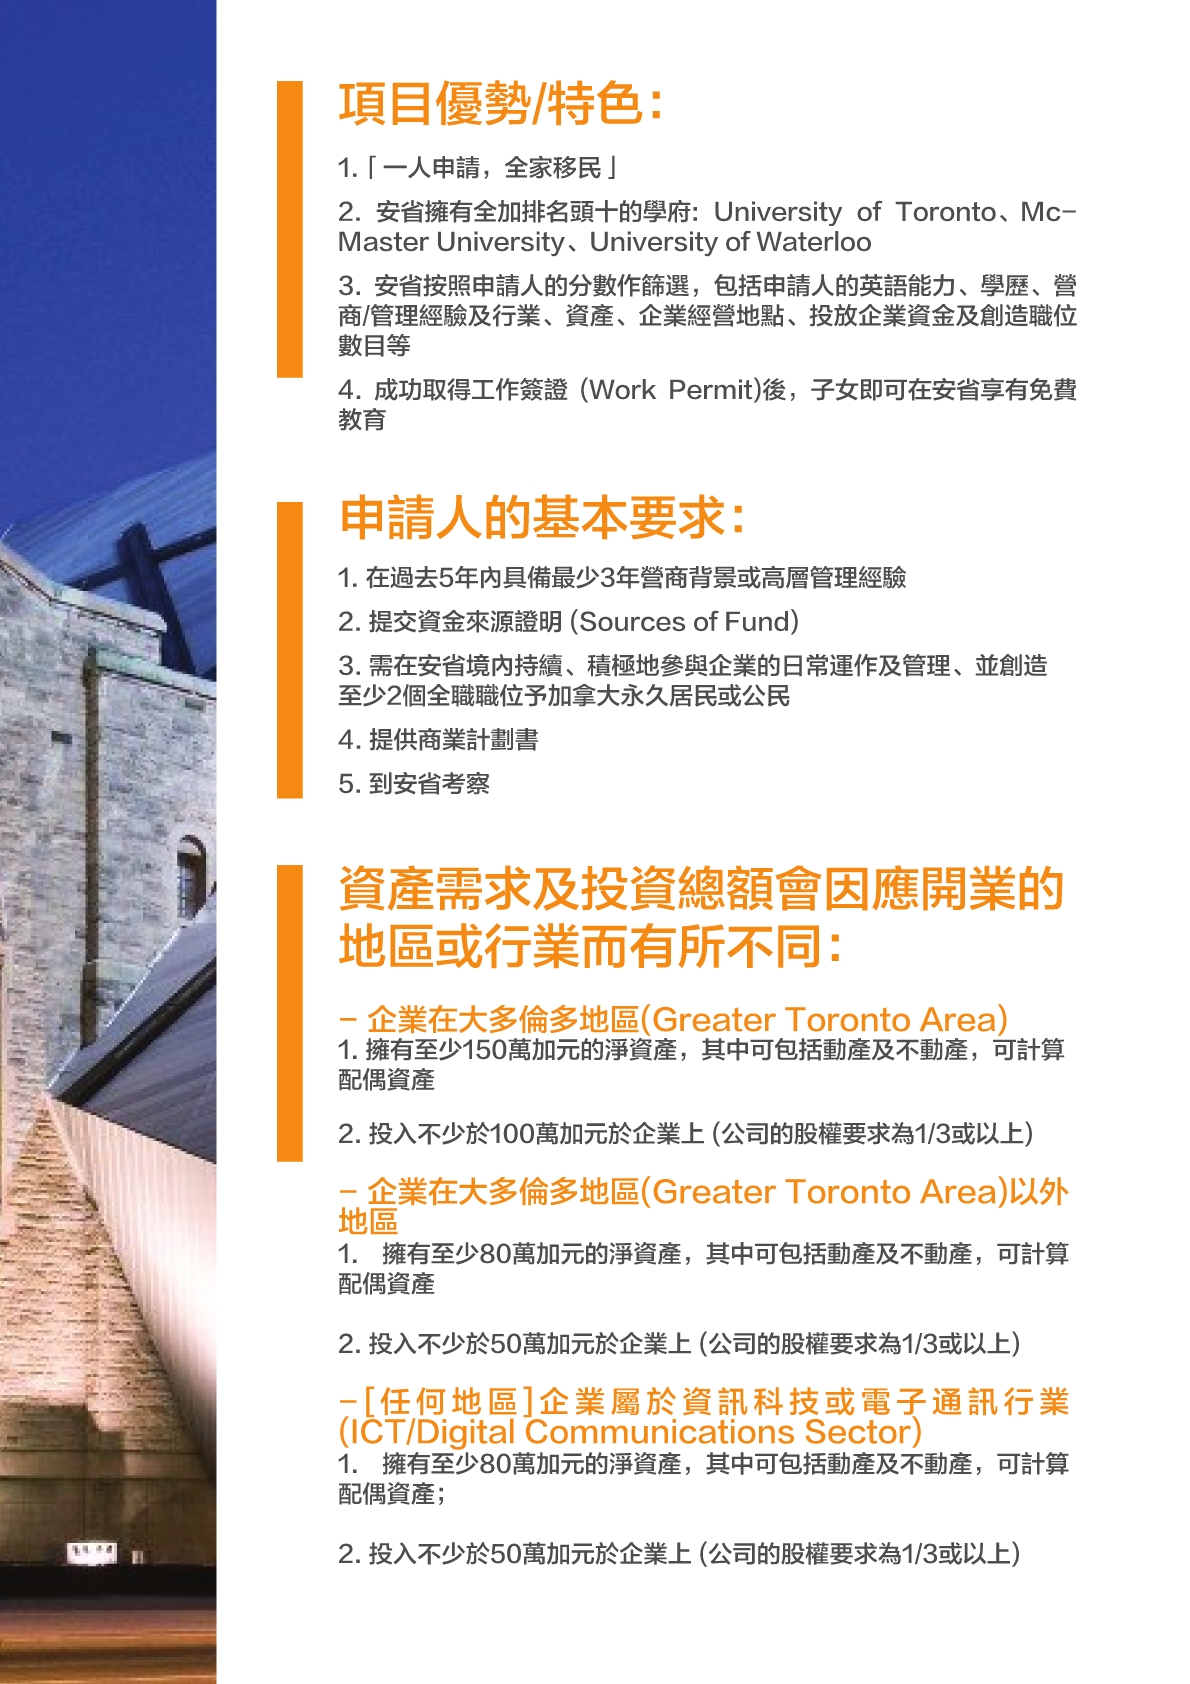 項目優勢/特色：
1.「一人申請，全家移民」
2. 安省擁有全加排名頭十的學府: University of Toronto、Mc-
Master University、University of Waterloo
3. 安省按照申請人的分數作篩選，包括申請人的英語能力、學歷、營
商/管理經驗及行業、資產、企業經營地點、投放企業資金及創造職位
數目等
4. 成功取得工作簽證 (Work Permit)後，子女即可在安省享有免費
教育
申請人的基本要求：
1. 在過去5年內具備最少3年營商背景或高層管理經驗
2. 提交資金來源證明 (Sources of Fund)
3. 需在安省境內持續、積極地參與企業的日常運作及管理、並創造
至少2個全職職位予加拿大永久居民或公民
4. 提供商業計劃書
5. 到安省考察
資產需求及投資總額會因應開業的
地區或行業而有所不同：
- 企業在大多倫多地區(Greater Toronto Area)
1. 擁有至少150萬加元的淨資產，其中可包括動產及不動產，可計算
配偶資產
2. 投入不少於100萬加元於企業上 (公司的股權要求為1/3或以上)
- 企業在大多倫多地區(Greater Toronto Area)以外
地區
1. 擁有至少80萬加元的淨資產，其中可包括動產及不動產，可計算
配偶資產
2. 投入不少於50萬加元於企業上 (公司的股權要求為1/3或以上)
-[任何地區]企業屬於資訊科技或電子通訊行業
(ICT/Digital Communications Sector)
1. 擁有至少80萬加元的淨資產，其中可包括動產及不動產，可計算
配偶資產；
2. 投入不少於50萬加元於企業上 (公司的股權要求為1/3或以上)